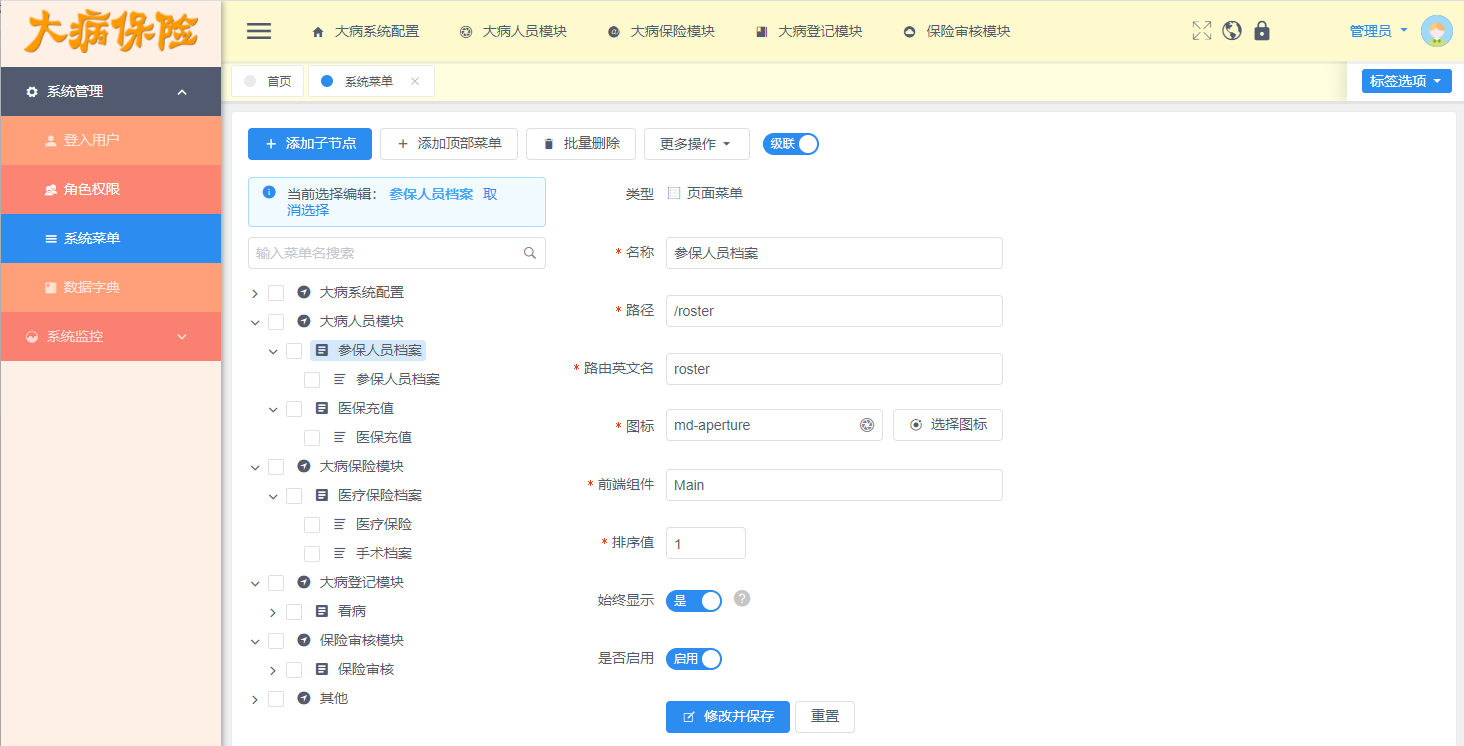 大病保险
大病系统配置
大病人员模块
大病保险模块
大病登记模块
保险审核模块
管理员
系统管理
登入用户
角色权限
系统菜单
数据字典
系统监控
首页
系统菜单
标签选项
添加子节点
添加顶部菜单
批量删除
更多操作
级联
当前选择编辑： 参保人员档案 取
消选择
输入菜单名搜索
大病系统配置
大病人员模块
参保人员档案
参保人员档案
医保充值
医保充值
大病保险模块
医疗保险档案
医疗保险
手术档案
大病登记模块
看病
保险审核模块
保险审核
其他
类型 页面菜单
* 名称 参保人员档案
* 路径 /roster
* 路由英文名 roster
* 图标 md-aperture 选择图标
* 前端组件 Main
* 排序值 1
始终显示 是 ?
是否启用 启用
修改并保存 重置